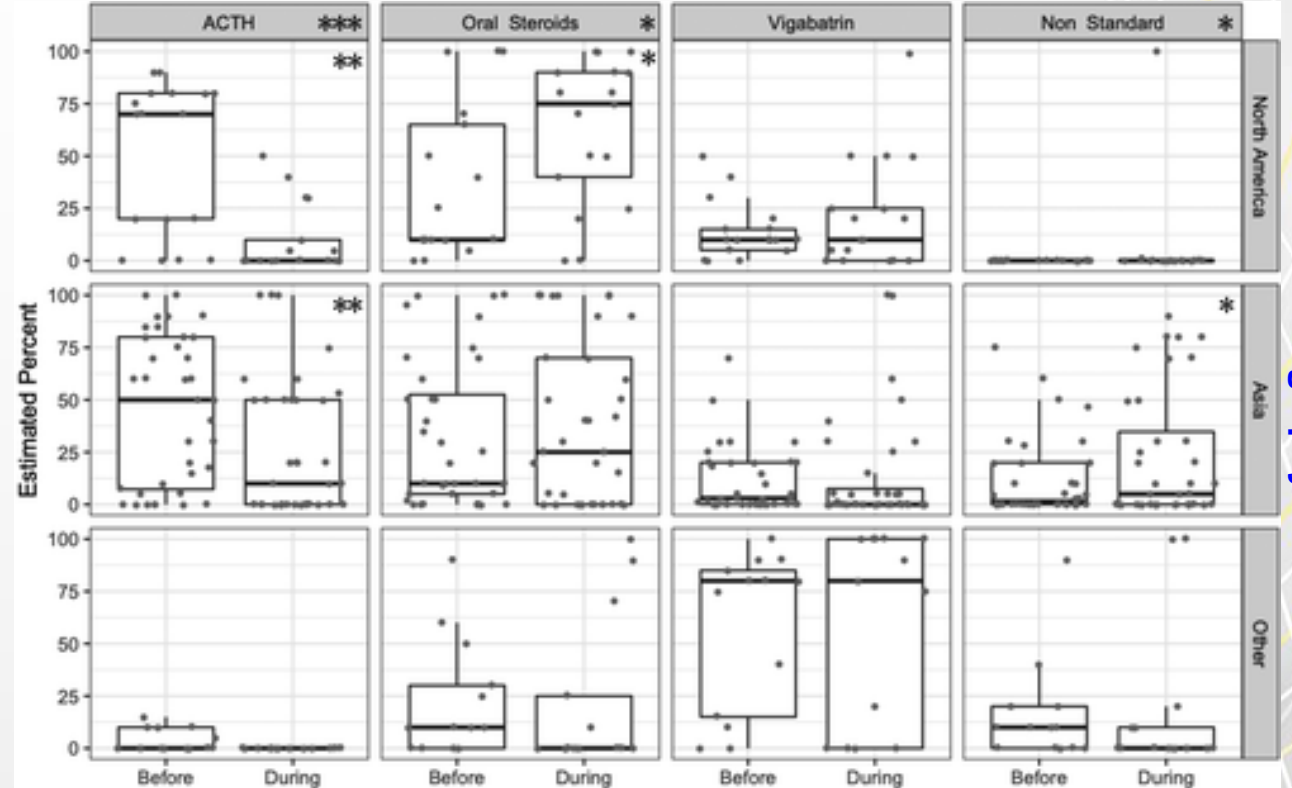 ACTH *** Oral Steroids * Vigabatrin Non Standard *
100 ** *
75
50
25
0
North America
100 ** *
75
50
25
0
Asia
100
75
50
25
0
Other
Estimated Percent
Before During Before During Before During Before During